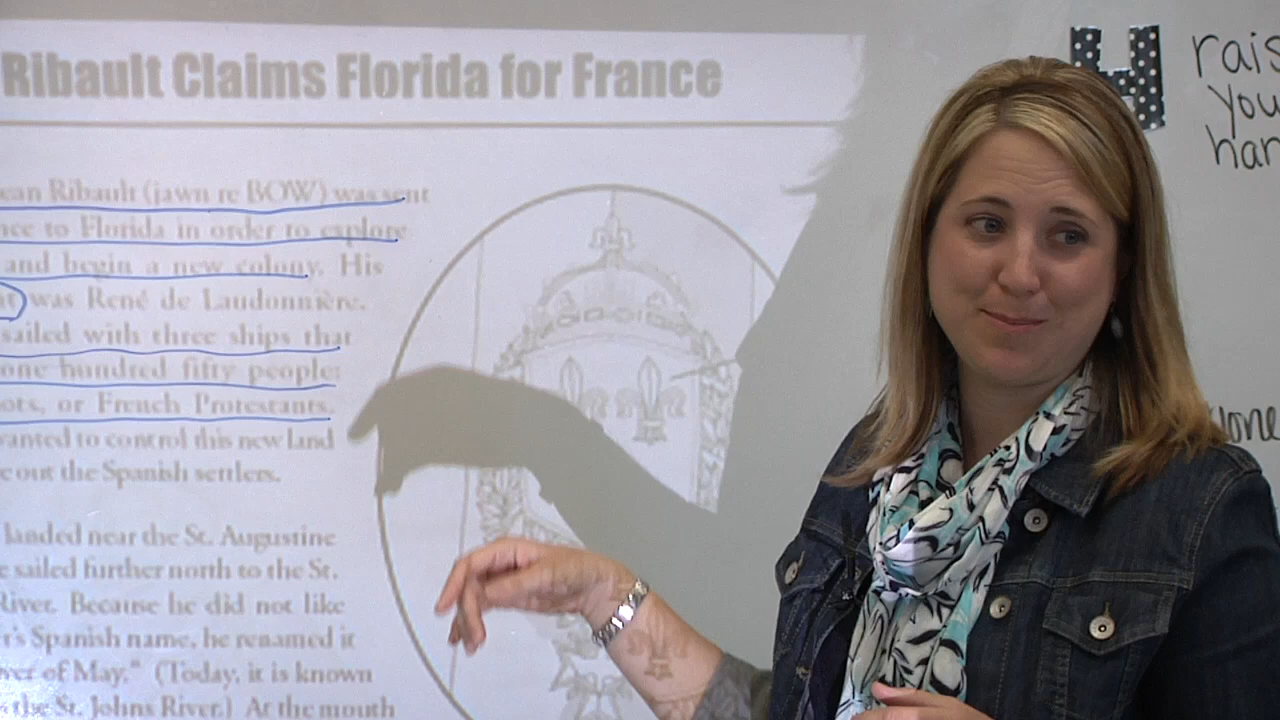 Ribault Claims Florida for France
ean Ribault (jawn re BOW) was sent
nce to Florida in order to explore
and begin a new colony. His
was René de Laudonnière.
sailed with three ships that
one hundred fifty people:
ots, or French Protestants.
wanted to control this new land
e out the Spanish settlers.
landed near the St. Augustine
e sailed further north to the St.
River. Because he did not like
r's Spanish name, he renamed it
ver of May." (Today, it is known
the St. Johns River.) At the mouth
H
rais
you
han